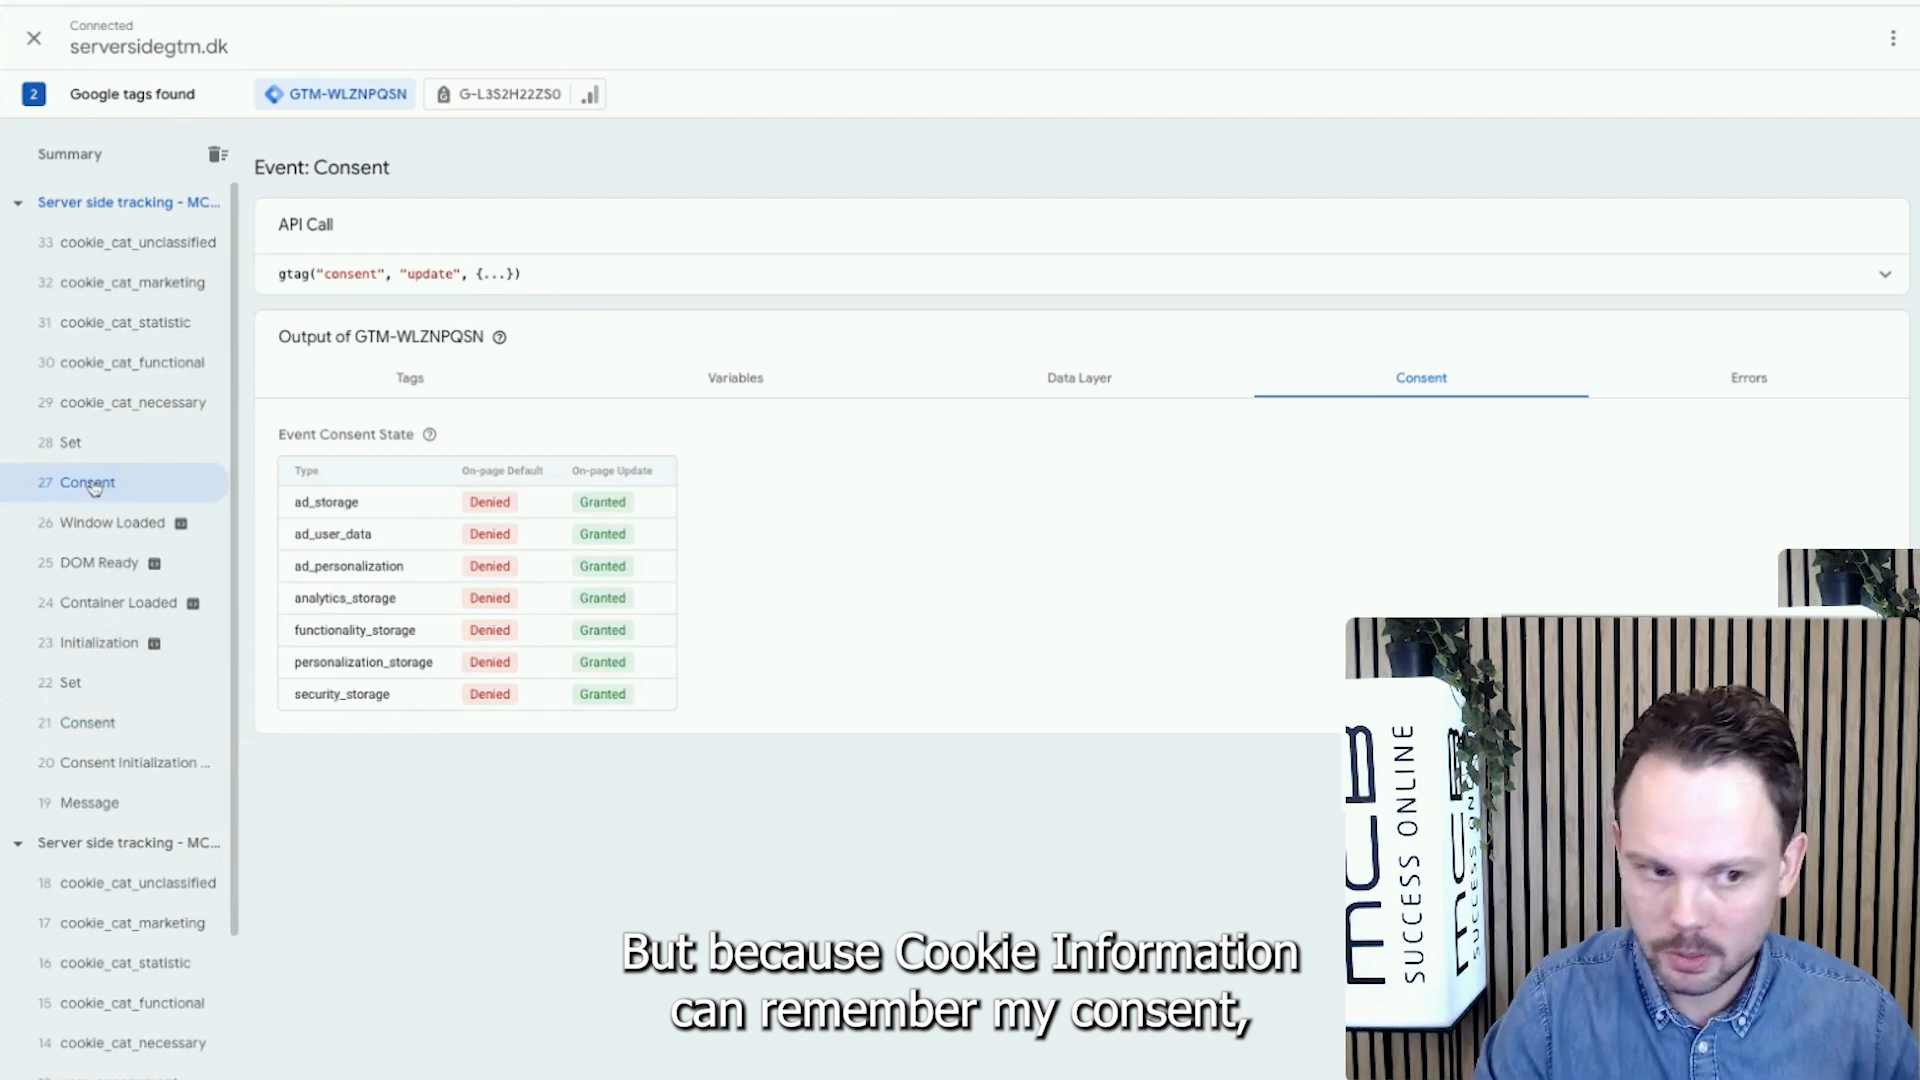 Connected
serversidegtm.dk
2
Google tags found
GTM-WLZNPQSN
G-L3S2H22ZS0
Summary
Server side tracking - MC...
33 cookie_cat_unclassified
32 cookie_cat_marketing
31 cookie_cat_statistic
30 cookie_cat_functional
29 cookie_cat_necessary
28 Set
27 Consent
26 Window Loaded
25 DOM Ready
24 Container Loaded
23 Initialization
22 Set
21 Consent
20 Consent Initialization ...
19 Message
Server side tracking - MC...
18 cookie_cat_unclassified
17 cookie_cat_marketing
16 cookie_cat_statistic
15 cookie_cat_functional
14 cookie_cat_necessary
Event: Consent
API Call
gtag("consent", "update", {...})
Output of GTM-WLZNPQSN
Tags Variables Data Layer Consent Errors
Event Consent State
Type On-page Default On-page Update
ad_storage Denied Granted
ad_user_data Denied Granted
ad_personalization Denied Granted
analytics_storage Denied Granted
functionality_storage Denied Granted
personalization_storage Denied Granted
security_storage Denied Granted
MCB
SUCCESS ONLINE
MCB
But because Cookie Information
can remember my consent,